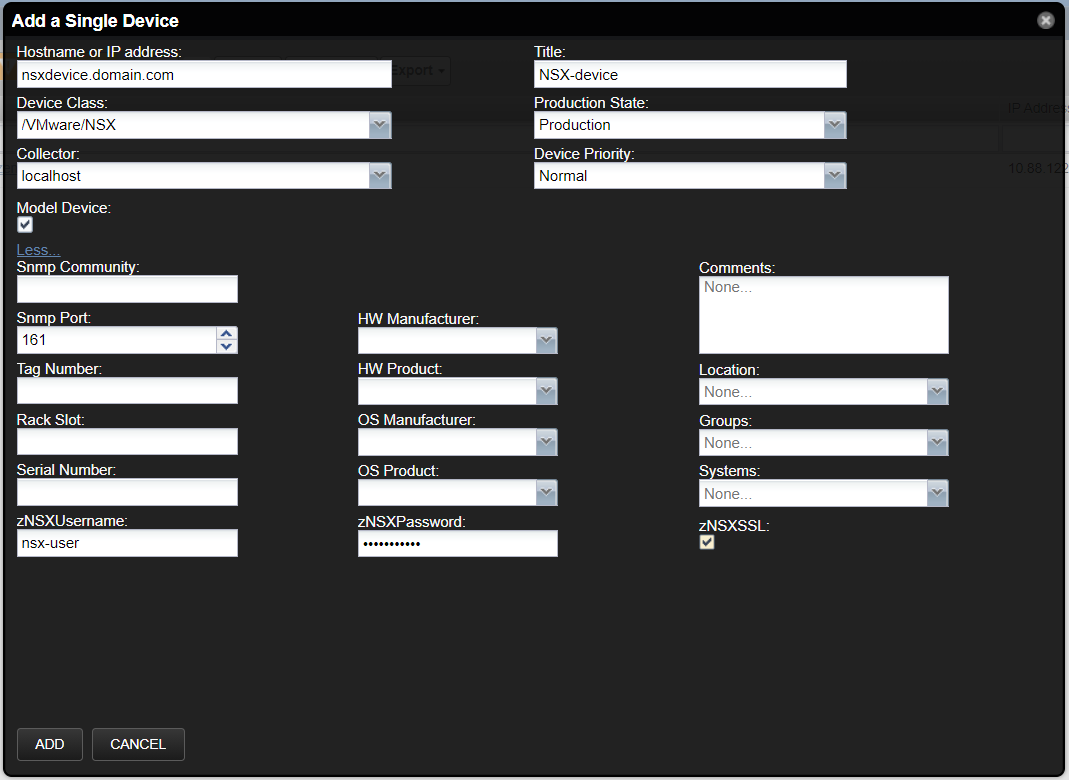 Add a Single Device
Hostname or IP address:
nsxdevice.domain.com
Title:
NSX-device
Export
Device Class:
/VMware/NSX
Production State:
Production
IP Address
Collector:
localhost
Device Priority:
Normal
10.88.122
Model Device:
Less...
Snmp Community:
Comments:
None...
Snmp Port:
161
HW Manufacturer:
Tag Number:
HW Product:
Location:
None...
Rack Slot:
OS Manufacturer:
Groups:
None...
Serial Number:
OS Product:
Systems:
None...
zNSXUsername:
nsx-user
zNSXPassword:
•••••••••••
zNSXSSL:
ADD
CANCEL